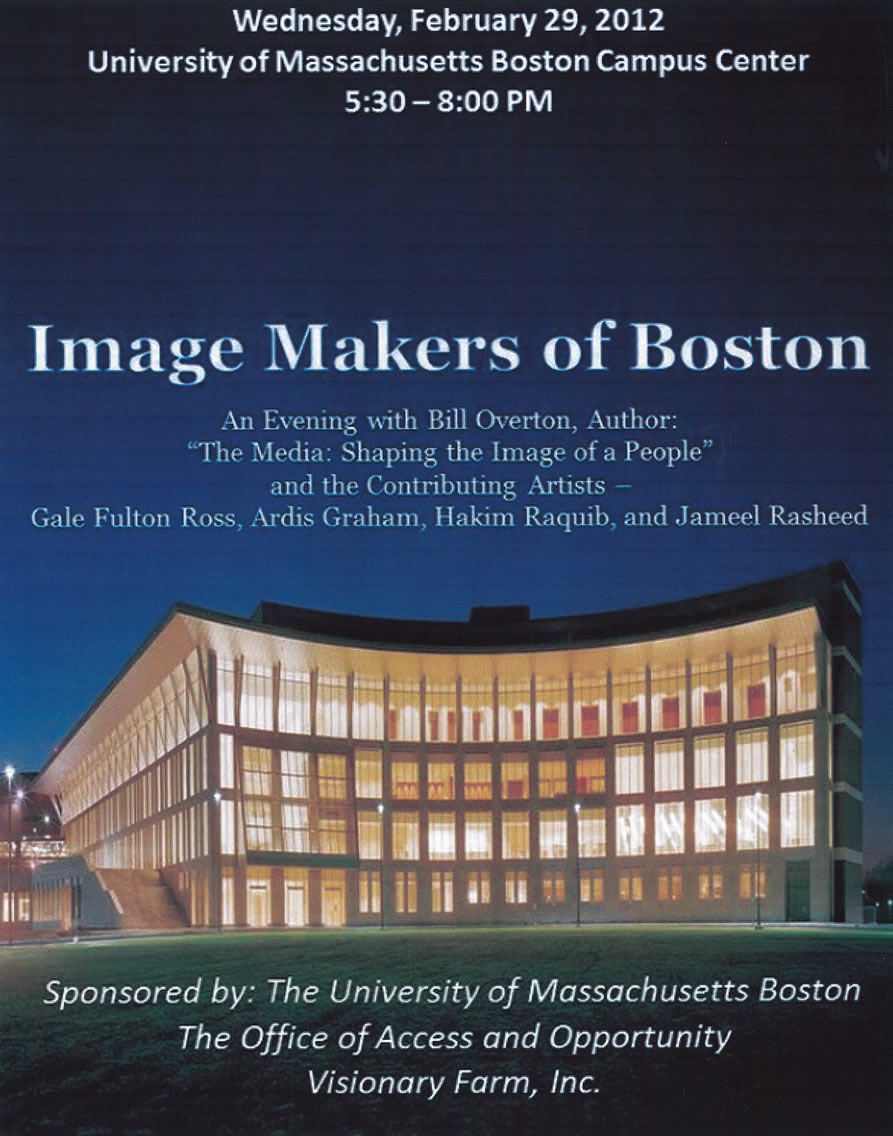 Wednesday, February 29, 2012
University of Massachusetts Boston Campus Center
5:30 – 8:00 PM
Image Makers of Boston
An Evening with Bill Overton, Author:
“The Media: Shaping the Image of a People”
and the Contributing Artists –
Gale Fulton Ross, Ardis Graham, Hakim Raquib, and Jameel Rasheed
Sponsored by: The University of Massachusetts Boston
The Office of Access and Opportunity
Visionary Farm, Inc.